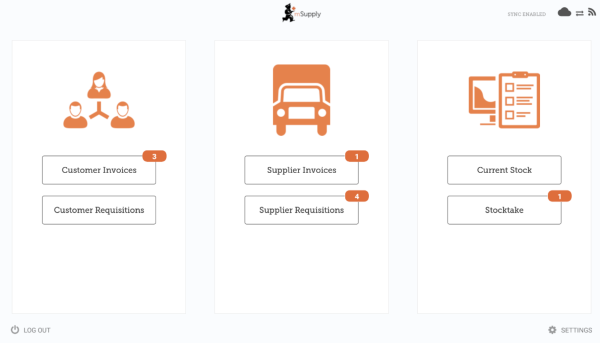 mSupply
SYNC ENABLED
3
Customer Invoices
Customer Requisitions
1
Supplier Invoices
4
Supplier Requisitions
Current Stock
1
Stocktake
LOG OUT
SETTINGS